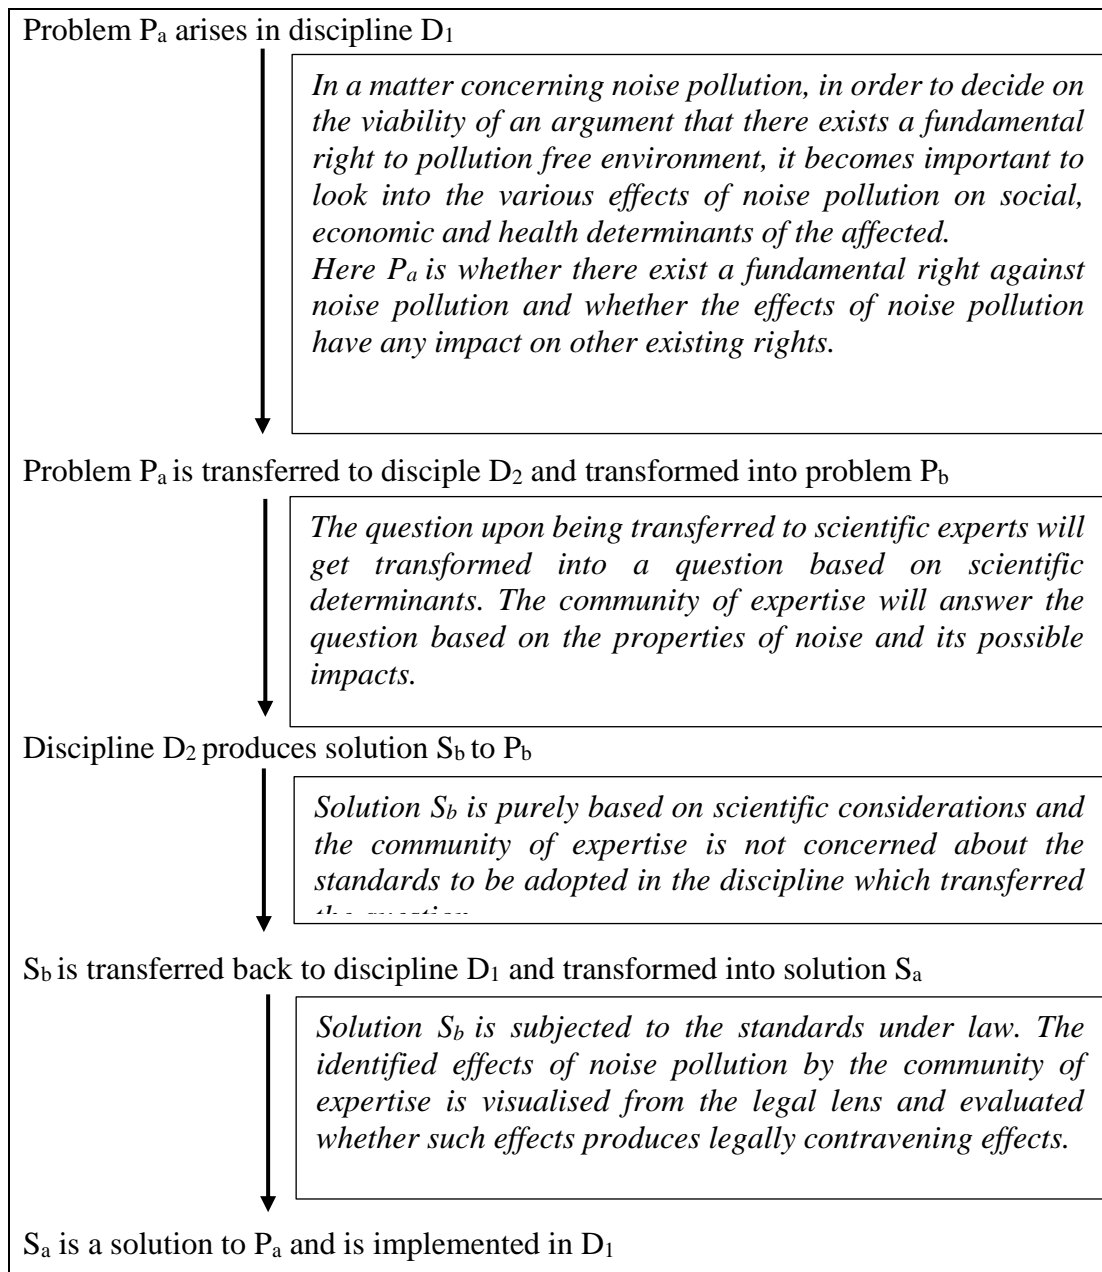 Problem Pa arises in discipline D1
In a matter concerning noise pollution, in order to decide on
the viability of an argument that there exists a fundamental
right to pollution free environment, it becomes important to
look into the various effects of noise pollution on social,
economic and health determinants of the affected.
Here Pa is whether there exist a fundamental right against
noise pollution and whether the effects of noise pollution
have any impact on other existing rights.
Problem Pa is transferred to disciple D2 and transformed into problem Pb
The question upon being transferred to scientific experts will
get transformed into a question based on scientific
determinants. The community of expertise will answer the
question based on the properties of noise and its possible
impacts.
Discipline D2 produces solution Sb to Pb
Solution Sb is purely based on scientific considerations and
the community of expertise is not concerned about the
standards to be adopted in the discipline which transferred
the question
Sb is transferred back to discipline D1 and transformed into solution Sa
Solution Sb is subjected to the standards under law. The
identified effects of noise pollution by the community of
expertise is visualised from the legal lens and evaluated
whether such effects produces legally contravening effects.
Sa is a solution to Pa and is implemented in D1